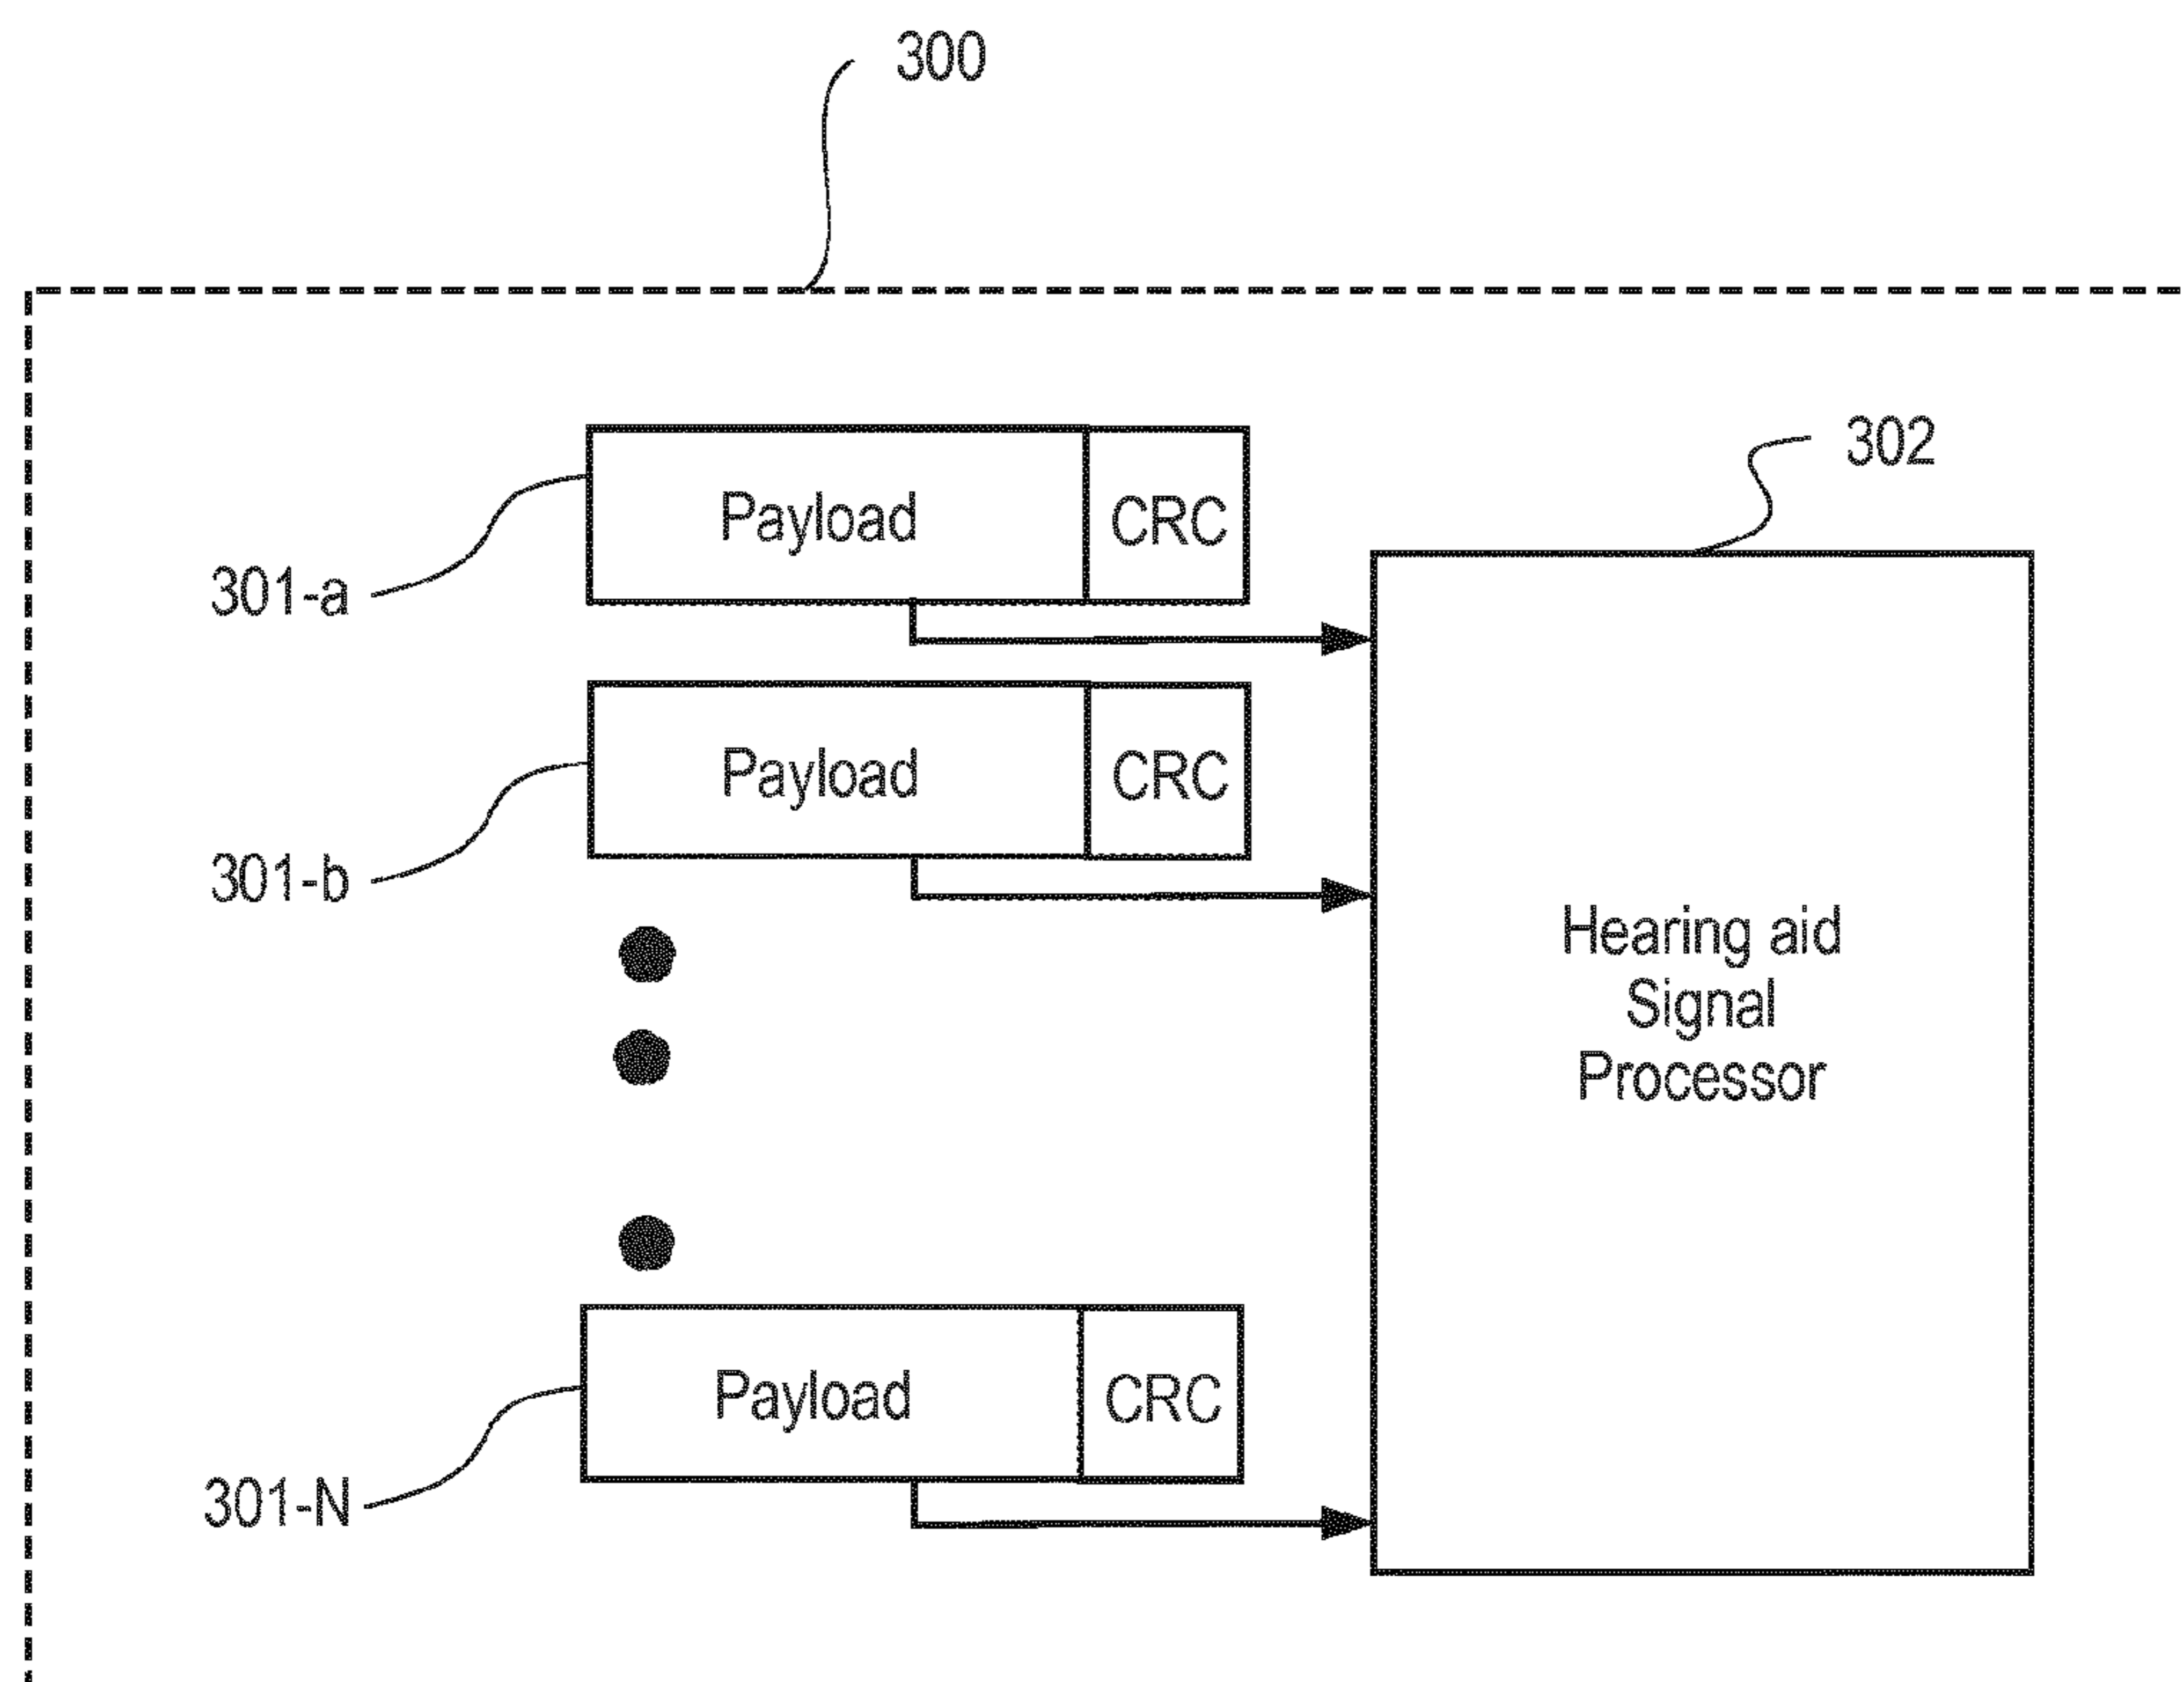 300
302
Payload CRC
301-a
Payload CRC
301-b
Hearing aid
Signal
Processor
Payload CRC
301-N